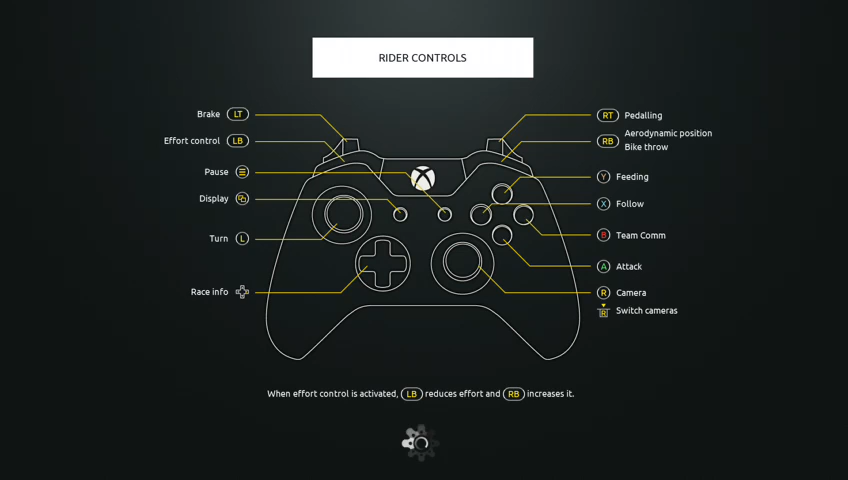 RIDER CONTROLS
Brake LT
Effort control LB
Pause
Display
Turn L
Race info
RT Pedalling
RB Aerodynamic position
Bike throw
Y Feeding
X Follow
B Team Comm
A Attack
R Camera
R Switch cameras
When effort control is activated, LB reduces effort and RB increases it.